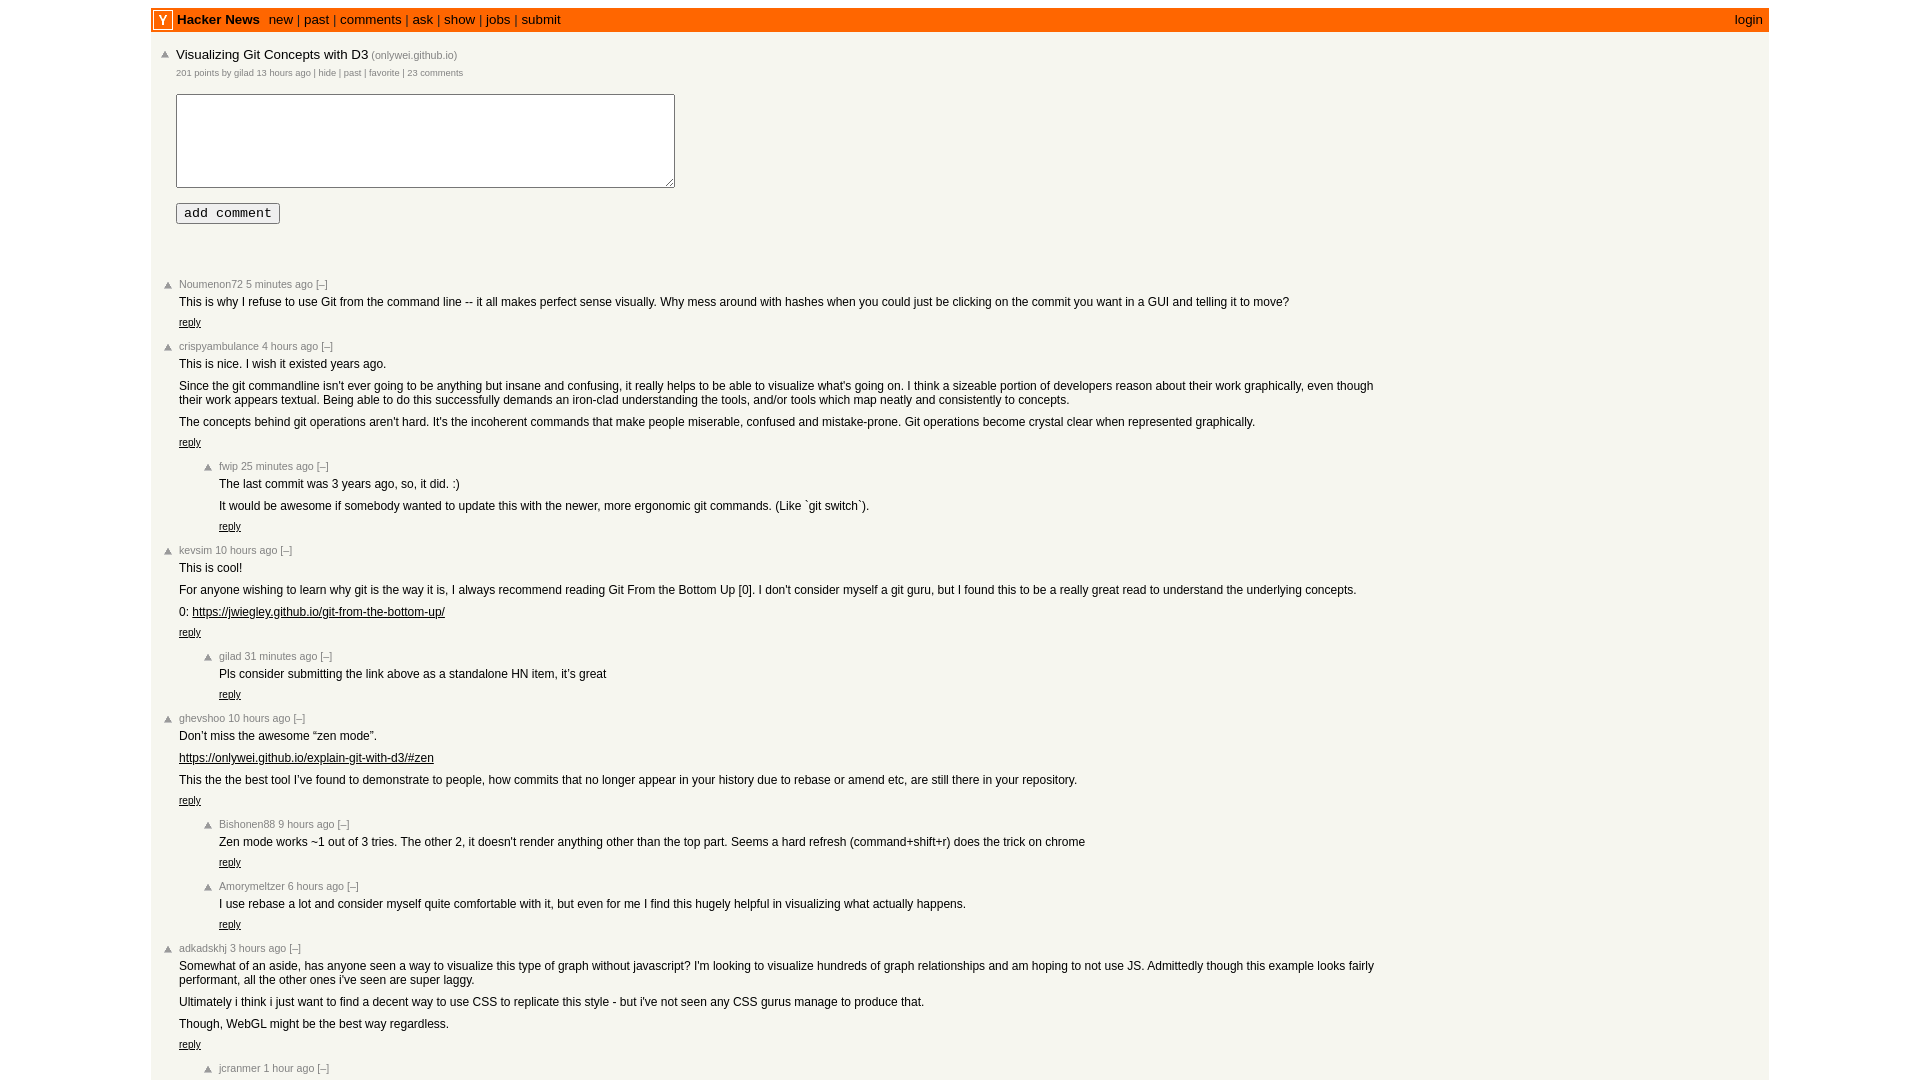 Y Hacker News new | past | comments | ask | show | jobs | submit login
Visualizing Git Concepts with D3 (onlywei.github.io)
201 points by gilad 13 hours ago | hide | past | favorite | 23 comments
add comment
Noumenon72 5 minutes ago [–]
This is why I refuse to use Git from the command line -- it all makes perfect sense visually. Why mess around with hashes when you could just be clicking on the commit you want in a GUI and telling it to move?
reply
crispyambulance 4 hours ago [–]
This is nice. I wish it existed years ago.
Since the git commandline isn't ever going to be anything but insane and confusing, it really helps to be able to visualize what's going on. I think a sizeable portion of developers reason about their work graphically, even though
their work appears textual. Being able to do this successfully demands an iron-clad understanding the tools, and/or tools which map neatly and consistently to concepts.
The concepts behind git operations aren't hard. It's the incoherent commands that make people miserable, confused and mistake-prone. Git operations become crystal clear when represented graphically.
reply
fwip 25 minutes ago [–]
The last commit was 3 years ago, so, it did. :)
It would be awesome if somebody wanted to update this with the newer, more ergonomic git commands. (Like `git switch`).
reply
kevsim 10 hours ago [–]
This is cool!
For anyone wishing to learn why git is the way it is, I always recommend reading Git From the Bottom Up [0]. I don't consider myself a git guru, but I found this to be a really great read to understand the underlying concepts.
0: https://jwiegley.github.io/git-from-the-bottom-up/
reply
gilad 31 minutes ago [–]
Pls consider submitting the link above as a standalone HN item, it’s great
reply
ghevshoo 10 hours ago [–]
Don’t miss the awesome “zen mode”.
https://onlywei.github.io/explain-git-with-d3/#zen
This the the best tool I’ve found to demonstrate to people, how commits that no longer appear in your history due to rebase or amend etc, are still there in your repository.
reply
Bishonen88 9 hours ago [–]
Zen mode works ~1 out of 3 tries. The other 2, it doesn't render anything other than the top part. Seems a hard refresh (command+shift+r) does the trick on chrome
reply
Amorymeltzer 6 hours ago [–]
I use rebase a lot and consider myself quite comfortable with it, but even for me I find this hugely helpful in visualizing what actually happens.
reply
adkadskhj 3 hours ago [–]
Somewhat of an aside, has anyone seen a way to visualize this type of graph without javascript? I'm looking to visualize hundreds of graph relationships and am hoping to not use JS. Admittedly though this example looks fairly
performant, all the other ones i've seen are super laggy.
Ultimately i think i just want to find a decent way to use CSS to replicate this style - but i've not seen any CSS gurus manage to produce that.
Though, WebGL might be the best way regardless.
reply
jcranmer 1 hour ago [–]